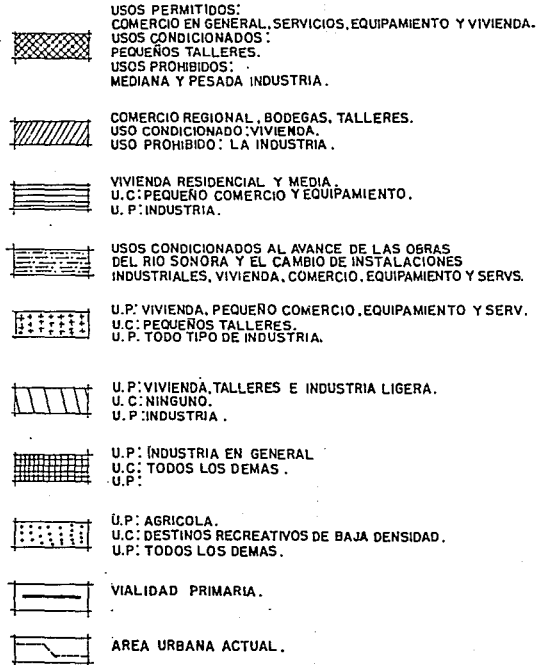 USOS PERMITIDOS:
COMERCIO EN GENERAL, SERVICIOS, EQUIPAMIENTO Y VIVIENDA.
USOS CONDICIONADOS:
PEQUEÑOS TALLERES.
USOS PROHIBIDOS:
MEDIANA Y PESADA INDUSTRIA.
COMERCIO REGIONAL, BODEGAS, TALLERES.
USO CONDICIONADO: VIVIENDA.
USO PROHIBIDO: LA INDUSTRIA.
VIVIENDA RESIDENCIAL Y MEDIA.
U.C: PEQUEÑO COMERCIO Y EQUIPAMIENTO.
U.P: INDUSTRIA.
USOS CONDICIONADOS AL AVANCE DE LAS OBRAS
DEL RIO SONORA Y EL CAMBIO DE INSTALACIONES
INDUSTRIALES, VIVIENDA, COMERCIO, EQUIPAMIENTO Y SERVS.
U.P: VIVIENDA, PEQUEÑO COMERCIO, EQUIPAMIENTO Y SERV.
U.C: PEQUEÑOS TALLERES.
U.P. TODO TIPO DE INDUSTRIA.
U.P: VIVIENDA, TALLERES E INDUSTRIA LIGERA.
U.C: NINGUNO.
U.P: INDUSTRIA.
U.P: INDUSTRIA EN GENERAL
U.C: TODOS LOS DEMAS.
U.P:
U.P: AGRICOLA.
U.C: DESTINOS RECREATIVOS DE BAJA DENSIDAD.
U.P: TODOS LOS DEMAS.
VIALIDAD PRIMARIA.
AREA URBANA ACTUAL.